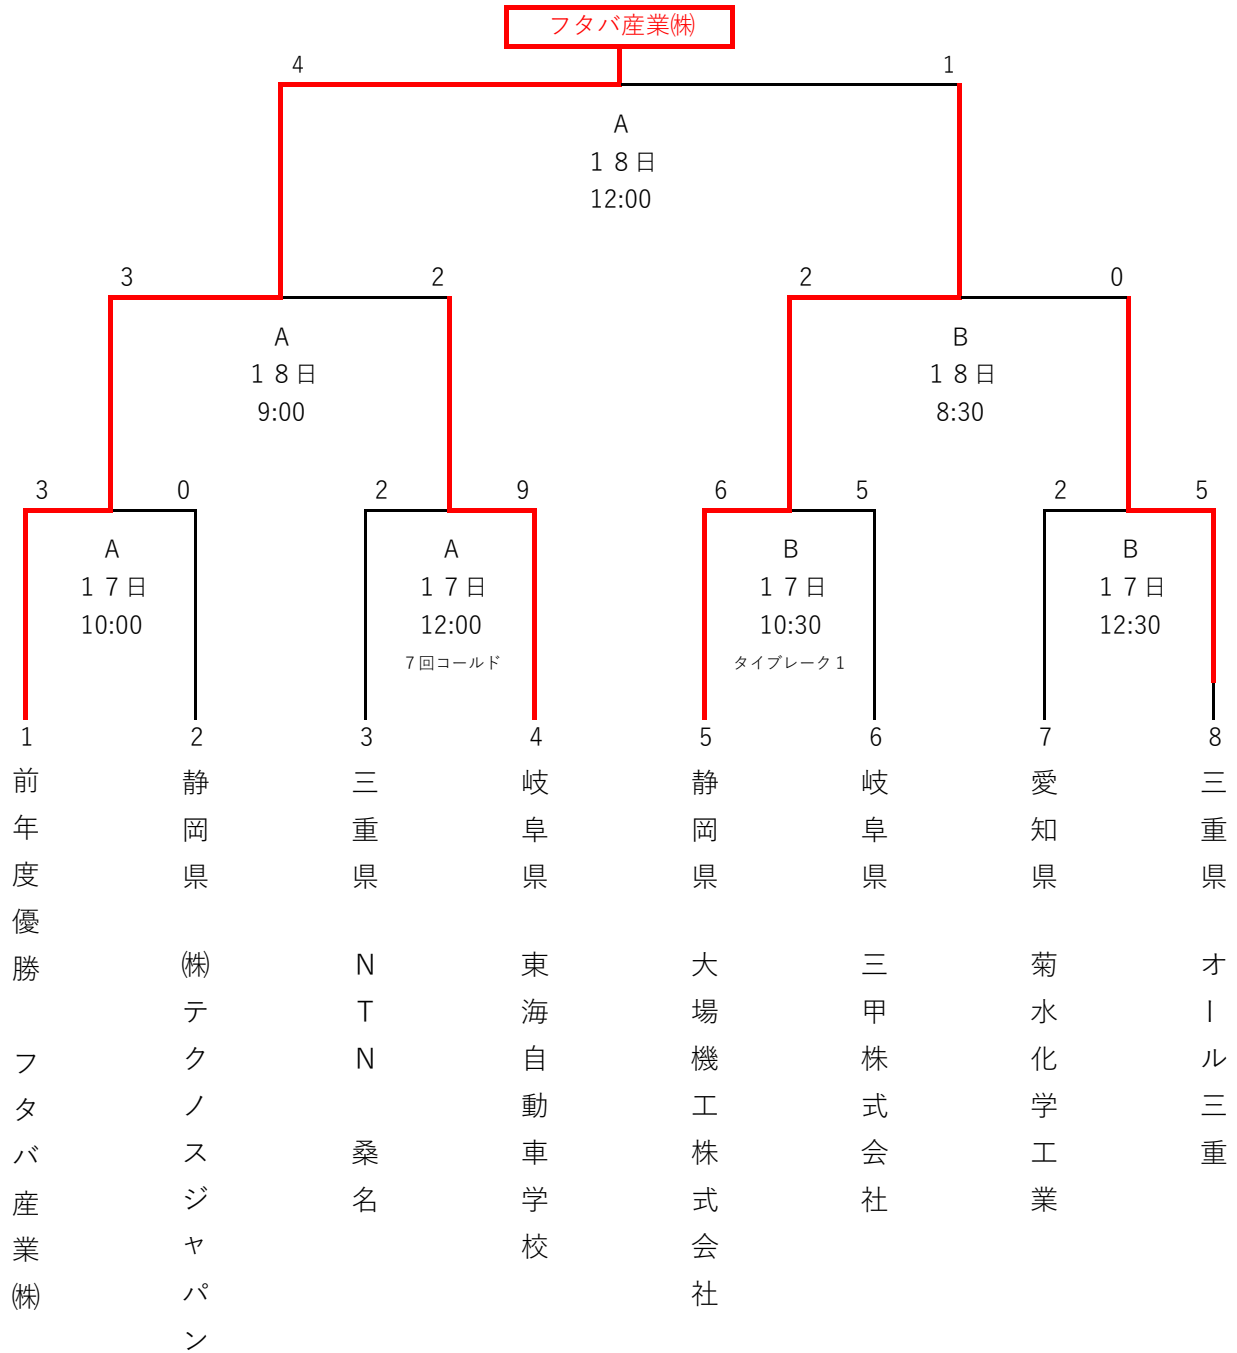 フタバ産業㈱
4 1
A
１８日
12:00
3 2 2 0
A B
１８日 １８日
9:00 8:30
3 0 2 9 6 5 2 5
A A B B
１７日 １７日 １７日 １７日
10:00 12:00 10:30 12:30
７回コールド タイブレーク１
1 2 3 4 5 6 7 8
前年度優勝 フタバ産業㈱
静岡県 ㈱テクノスジャパン
三重県 ＮＴＮ 桑名
岐阜県 東海自動車学校
静岡県 大場機工株式会社
岐阜県 三甲株式会社
愛知県 菊水化学工業
三重県 オール三重